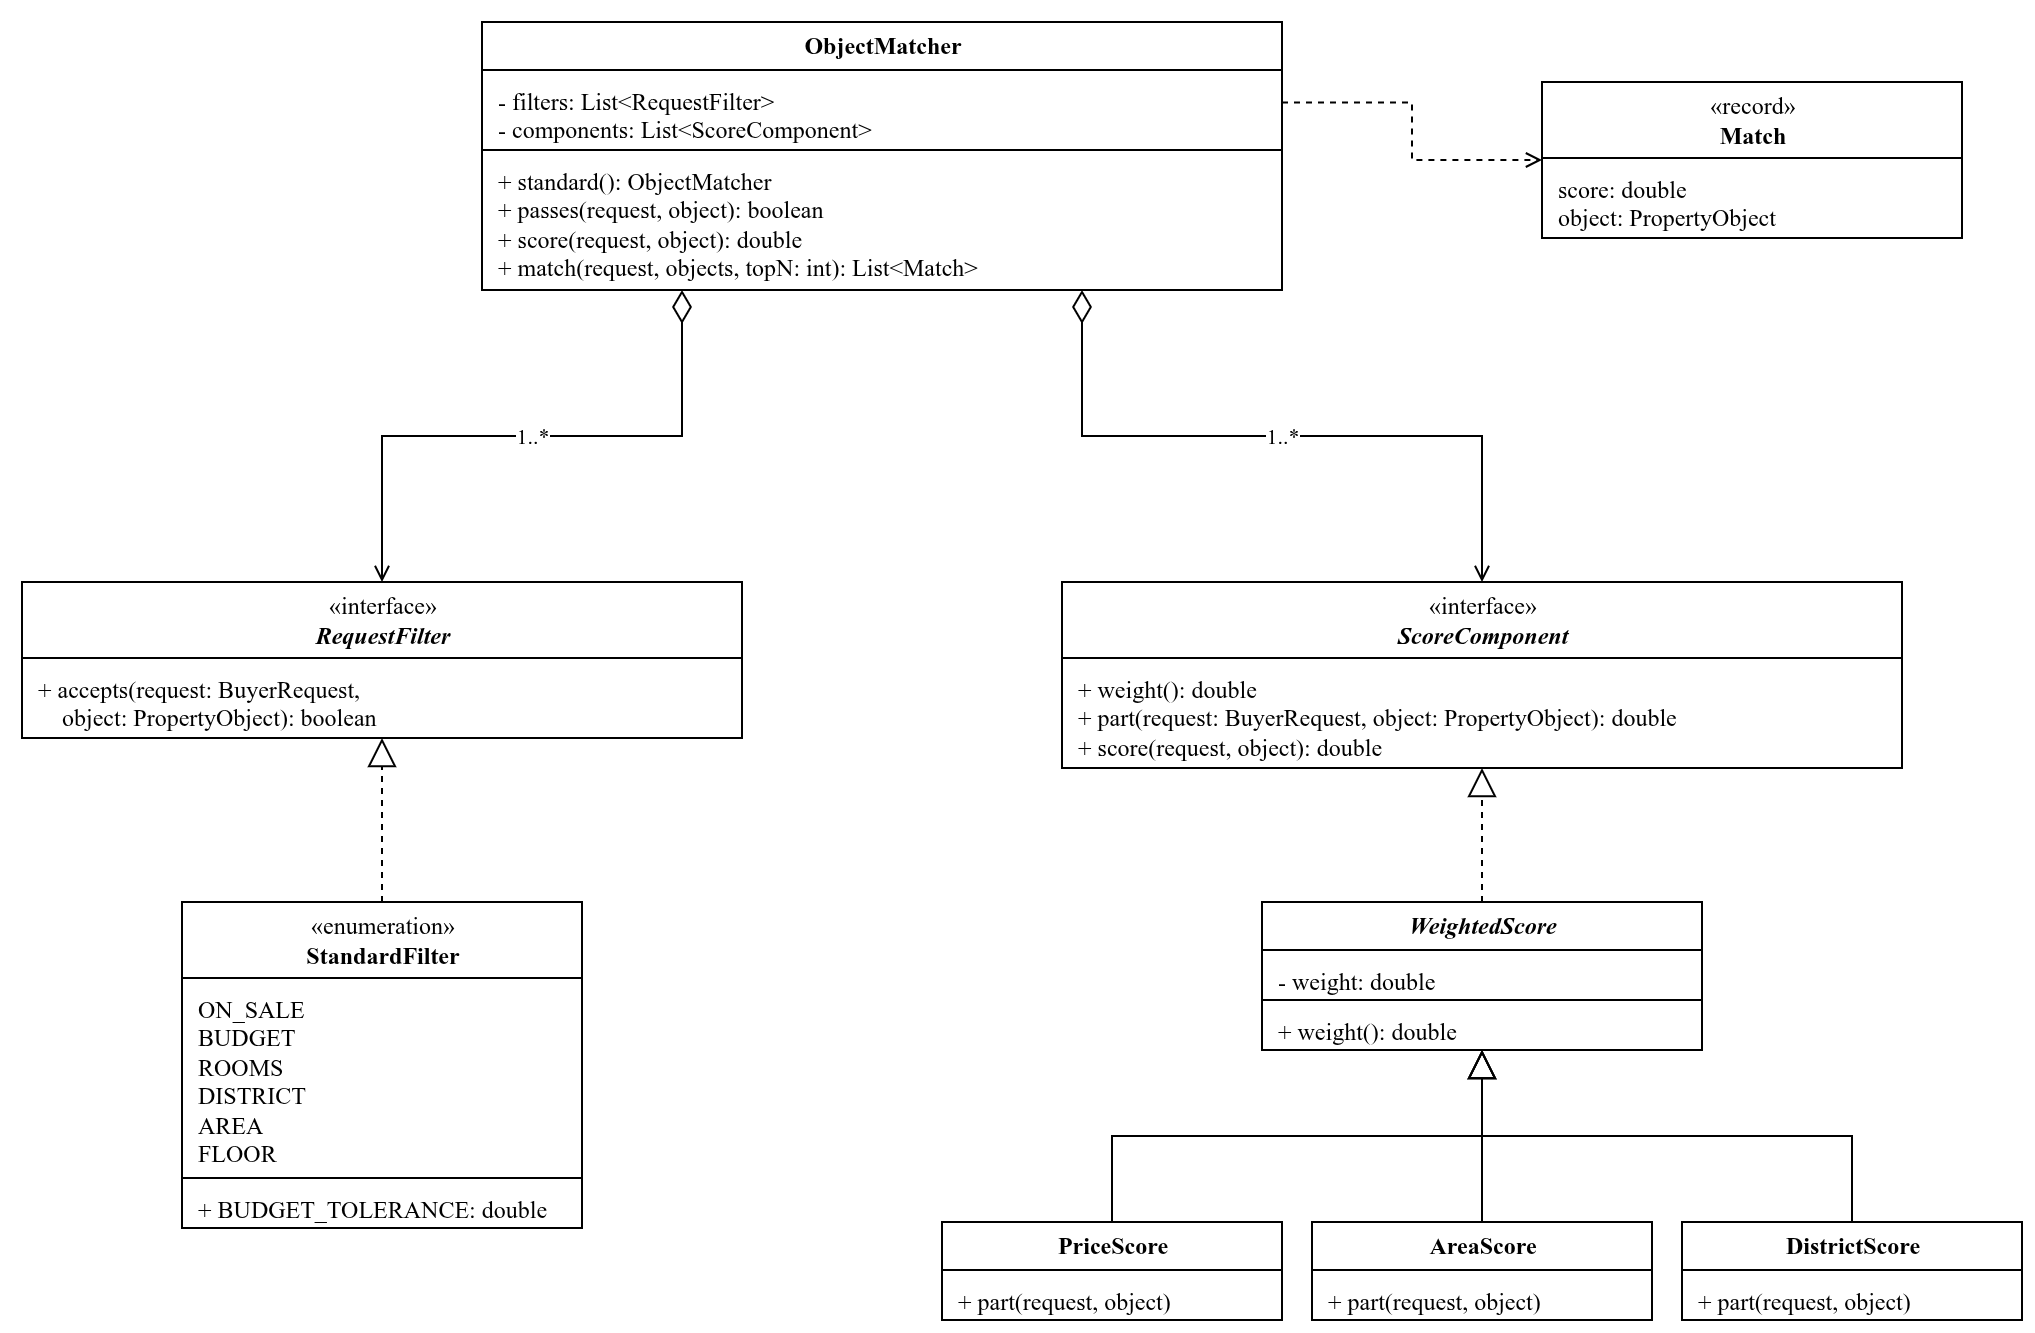 ObjectMatcher
- filters: List<RequestFilter>
- components: List<ScoreComponent>
+ standard(): ObjectMatcher
+ passes(request, object): boolean
+ score(request, object): double
+ match(request, objects, topN: int): List<Match>
«record»
Match
score: double
object: PropertyObject
1..*
1..*
«interface»
RequestFilter
+ accepts(request: BuyerRequest,
object: PropertyObject): boolean
«interface»
ScoreComponent
+ weight(): double
+ part(request: BuyerRequest, object: PropertyObject): double
+ score(request, object): double
«enumeration»
StandardFilter
ON_SALE
BUDGET
ROOMS
DISTRICT
AREA
FLOOR
+ BUDGET_TOLERANCE: double
WeightedScore
- weight: double
+ weight(): double
PriceScore
+ part(request, object)
AreaScore
+ part(request, object)
DistrictScore
+ part(request, object)